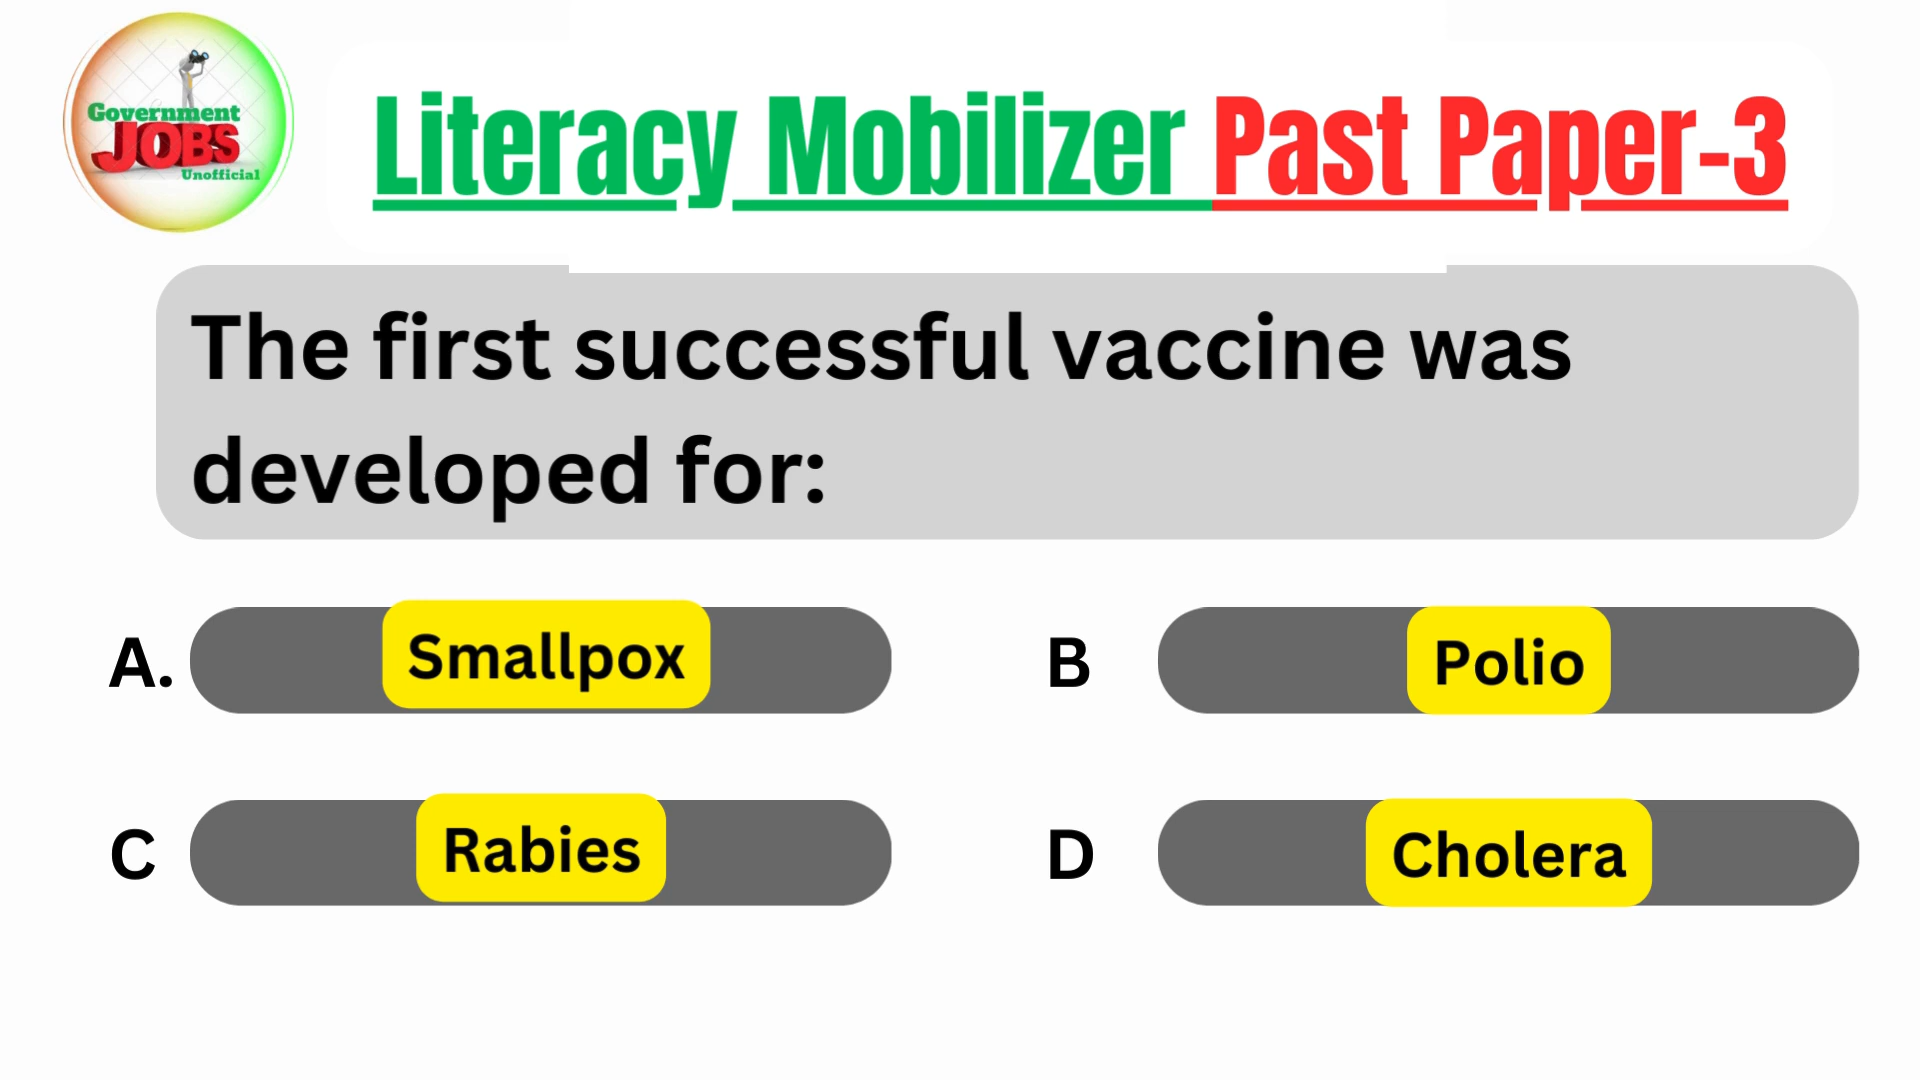 Government
JOBS
Unofficial
Literacy Mobilizer Past Paper-3
The first successful vaccine was
developed for:
A. Smallpox
B Polio
C Rabies
D Cholera